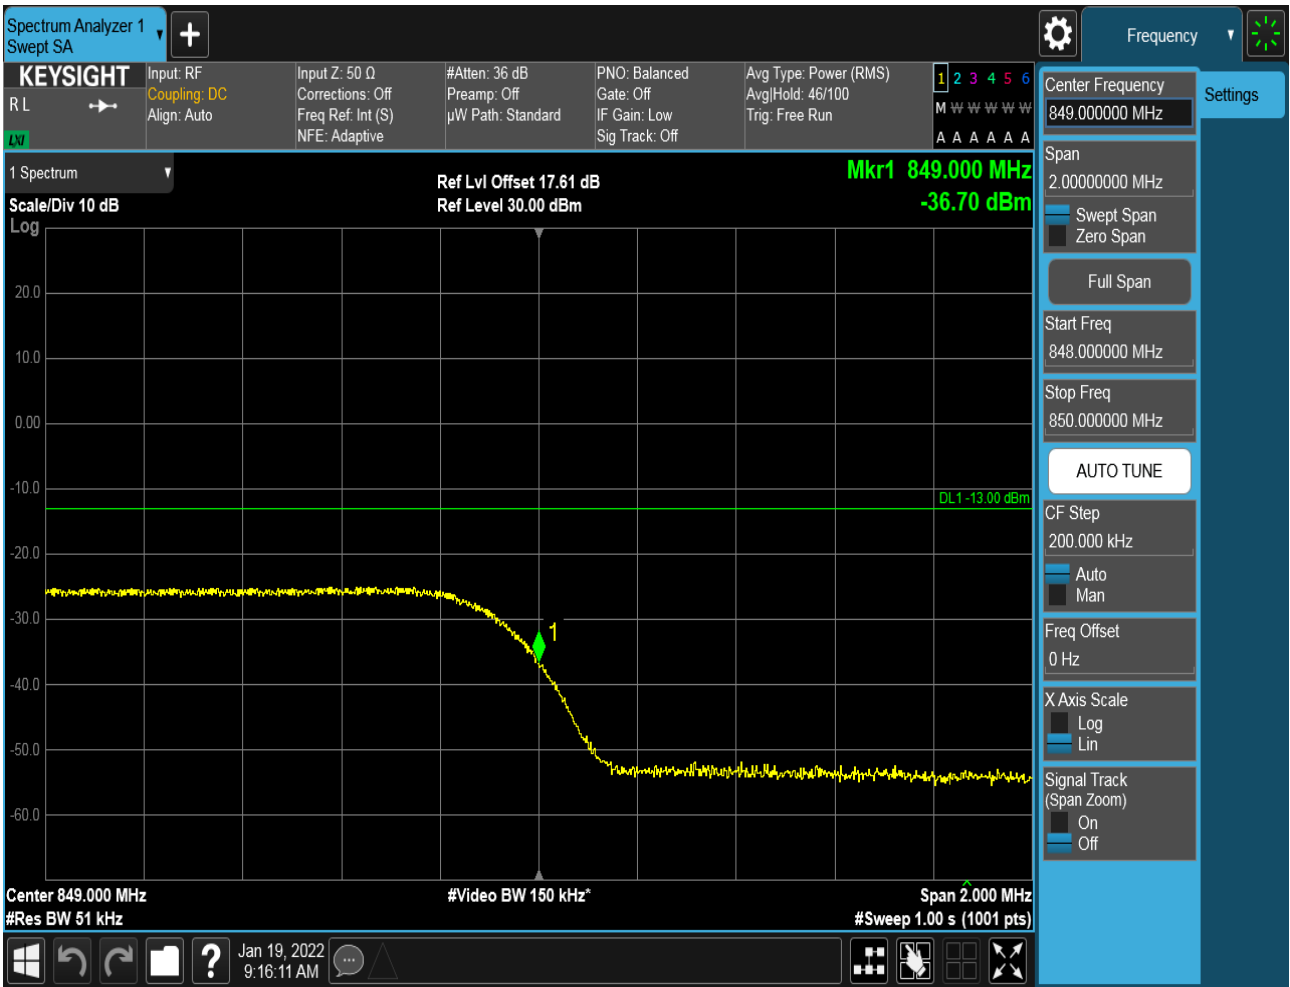 Spectrum Analyzer 1
Swept SA
Frequency
KEYSIGHT
R L
LXI
Input: RF
Coupling: DC
Align: Auto
Input Z: 50 Ω
Corrections: Off
Freq Ref: Int (S)
NFE: Adaptive
#Atten: 36 dB
Preamp: Off
µW Path: Standard
PNO: Balanced
Gate: Off
IF Gain: Low
Sig Track: Off
Avg Type: Power (RMS)
Avg|Hold: 46/100
Trig: Free Run
1 2 3 4 5 6
M W W W W W
A A A A A A
1 Spectrum
Scale/Div 10 dB
Log
Ref Lvl Offset 17.61 dB
Ref Level 30.00 dBm
Mkr1 849.000 MHz
-36.70 dBm
20.0
10.0
0.00
-10.0
-20.0
-30.0
-40.0
-50.0
-60.0
DL1 -13.00 dBm
1
Center 849.000 MHz
#Res BW 51 kHz
#Video BW 150 kHz*
Span 2.000 MHz
#Sweep 1.00 s (1001 pts)
Center Frequency
849.000000 MHz
Settings
Span
2.00000000 MHz
Swept Span
Zero Span
Full Span
Start Freq
848.000000 MHz
Stop Freq
850.000000 MHz
AUTO TUNE
CF Step
200.000 kHz
Auto
Man
Freq Offset
0 Hz
X Axis Scale
Log
Lin
Signal Track
(Span Zoom)
On
Off
?
Jan 19, 2022
9:16:11 AM